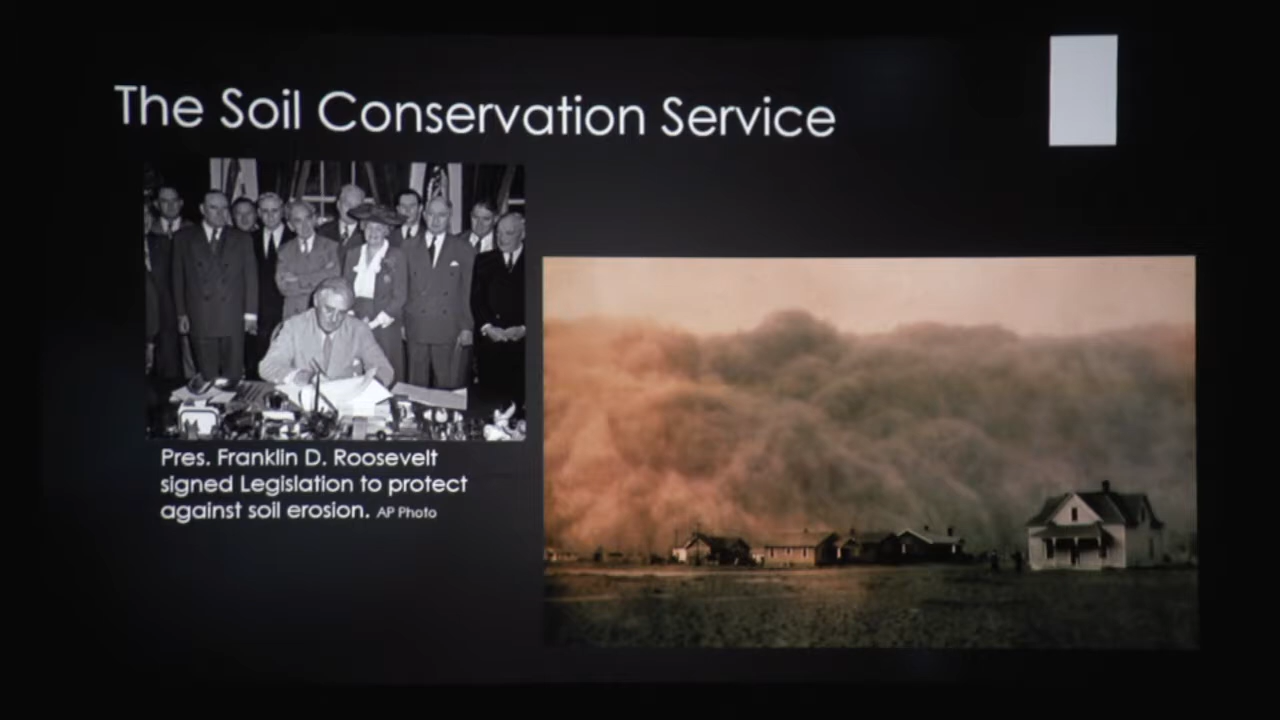 The Soil Conservation Service
Pres. Franklin D. Roosevelt
signed Legislation to protect
against soil erosion. AP Photo